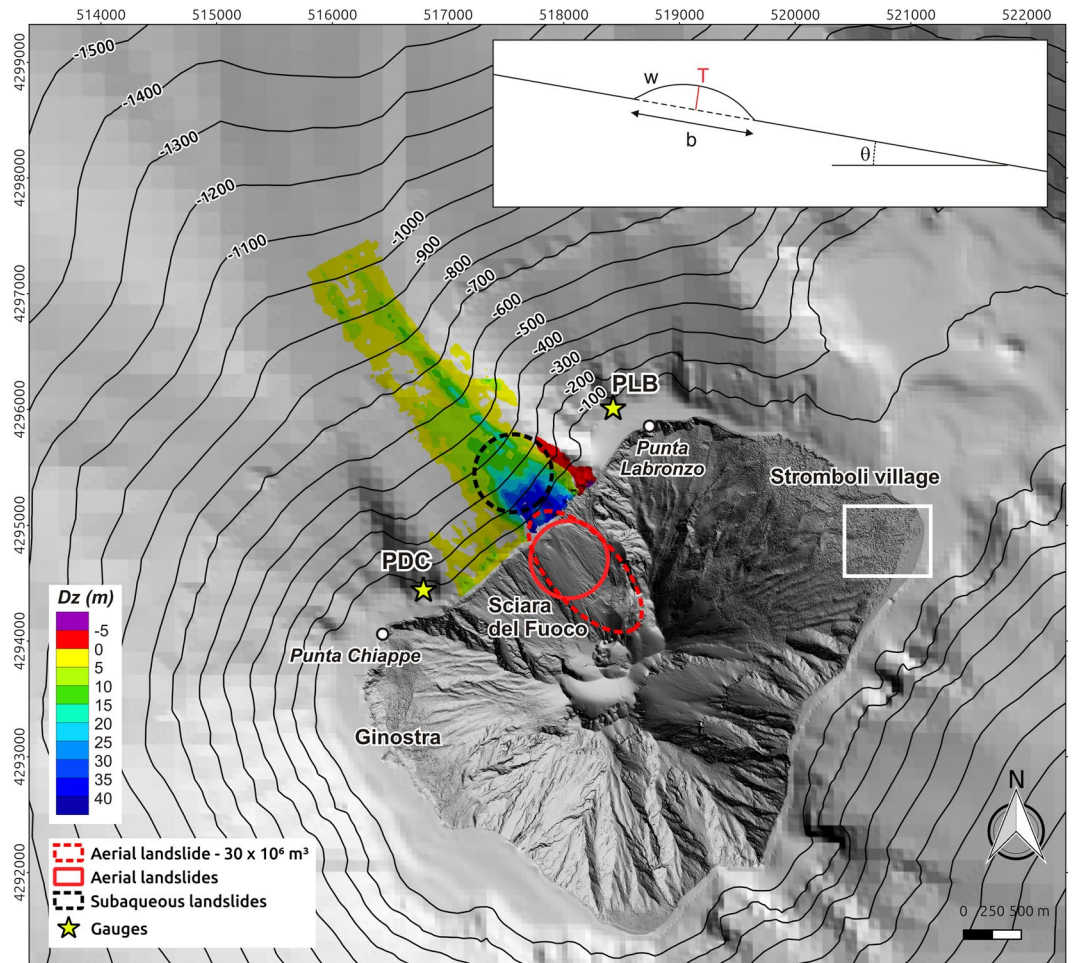 514000 515000 516000 517000 518000 519000 520000 521000 522000
4299000
4298000
4297000
4296000
4295000
4294000
4293000
4292000
w
T
b
θ
-1500
-1400
-1300
-1200
-1100
-1000
-900
-800
-700
-600
-500
-400
-300
-200
-100
PLB
Punta
Labronzo
Stromboli village
PDC
Sciara
del Fuoco
Punta Chiappe
Ginostra
Dz (m)
-5
0
5
10
15
20
25
30
35
40
Aerial landslide - 30 x 10⁶ m³
Aerial landslides
Subaqueous landslides
Gauges
N
0 250 500 m